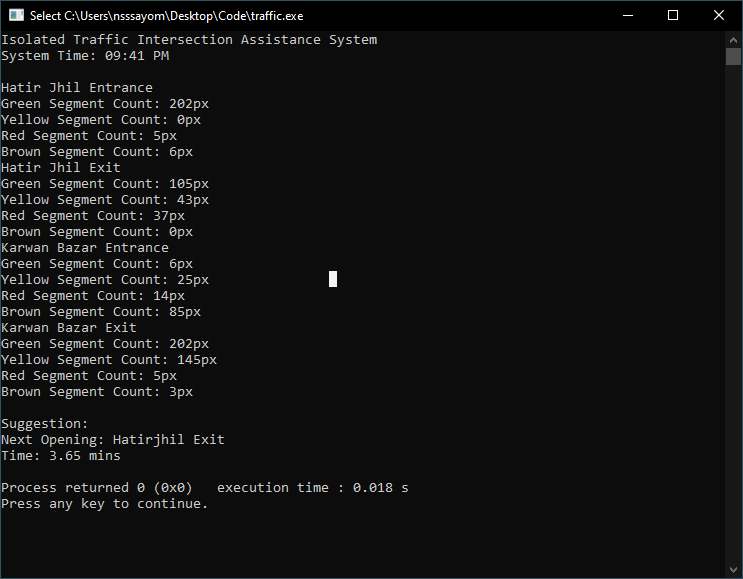 Select C:\Users\nsssayom\Desktop\Code\traffic.exe
Isolated Traffic Intersection Assistance System
System Time: 09:41 PM
Hatir Jhil Entrance
Green Segment Count: 202px
Yellow Segment Count: 0px
Red Segment Count: 5px
Brown Segment Count: 6px
Hatir Jhil Exit
Green Segment Count: 105px
Yellow Segment Count: 43px
Red Segment Count: 37px
Brown Segment Count: 0px
Karwan Bazar Entrance
Green Segment Count: 6px
Yellow Segment Count: 25px
Red Segment Count: 14px
Brown Segment Count: 85px
Karwan Bazar Exit
Green Segment Count: 202px
Yellow Segment Count: 145px
Red Segment Count: 5px
Brown Segment Count: 3px
Suggestion:
Next Opening: Hatirjhil Exit
Time: 3.65 mins
Process returned 0 (0x0)   execution time : 0.018 s
Press any key to continue.